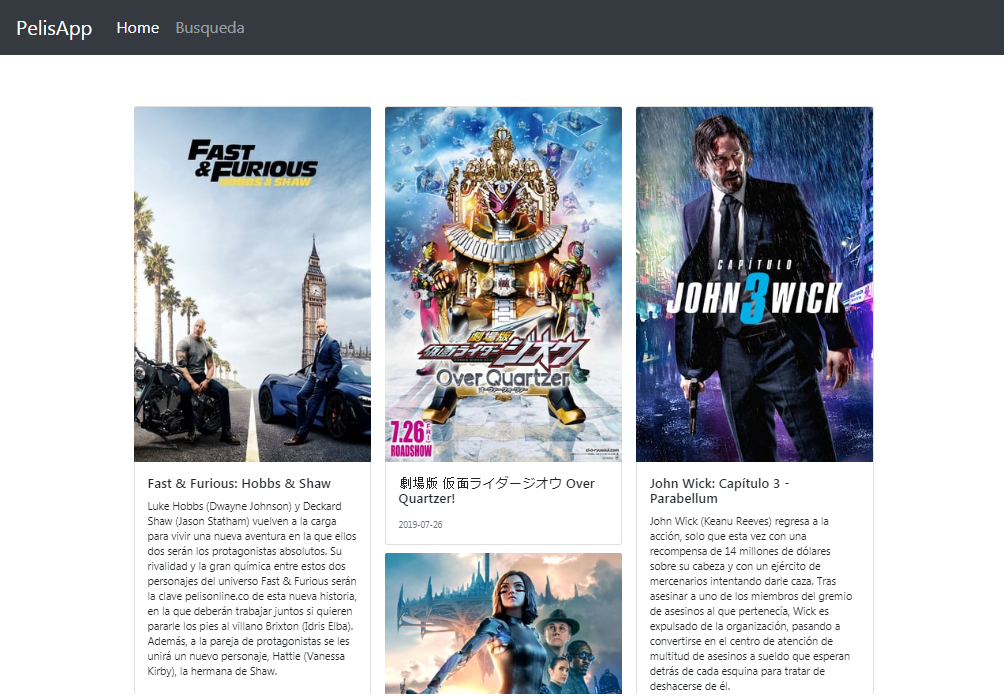 PelisApp Home Busqueda
FAST
& FURIOUS
HOBBS & SHAW
Fast & Furious: Hobbs & Shaw
Luke Hobbs (Dwayne Johnson) y Deckard
Shaw (Jason Statham) vuelven a la carga
para vivir una nueva aventura en la que ellos
dos serán los protagonistas absolutos. Su
rivalidad y la gran química entre estos dos
personajes del universo Fast & Furious serán
la clave pelisonline.co de esta nueva historia,
en la que deberán trabajar juntos si quieren
pararle los pies al villano Brixton (Idris Elba).
Además, a la pareja de protagonistas se les
unirá un nuevo personaje, Hattie (Vanessa
Kirby), la hermana de Shaw.
劇場版
仮面ライダージオウ
Over Quartzer
7.26 FRI
ROADSHOW
劇場版 仮面ライダージオウ Over
Quartzer!
2019-07-26
CAPÍTULO
JOHN 3 WICK
John Wick: Capítulo 3 -
Parabellum
John Wick (Keanu Reeves) regresa a la
acción, solo que esta vez con una
recompensa de 14 millones de dólares
sobre su cabeza y con un ejército de
mercenarios intentando darle caza. Tras
asesinar a uno de los miembros del gremio
de asesinos al que pertenecía, Wick es
expulsado de la organización, pasando a
convertirse en el centro de atención de
multitud de asesinos a sueldo que esperan
detrás de cada esquina para tratar de
deshacerse de él.